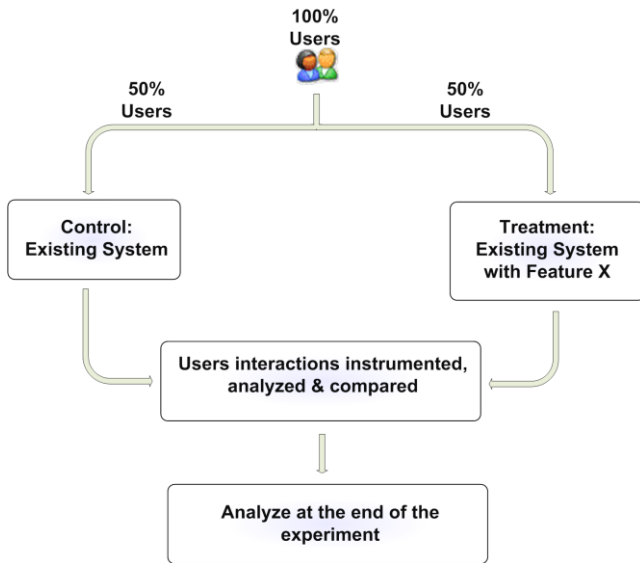 100%
Users
50%
Users
50%
Users
Control:
Existing System
Treatment:
Existing System
with Feature X
Users interactions instrumented,
analyzed & compared
Analyze at the end of the
experiment